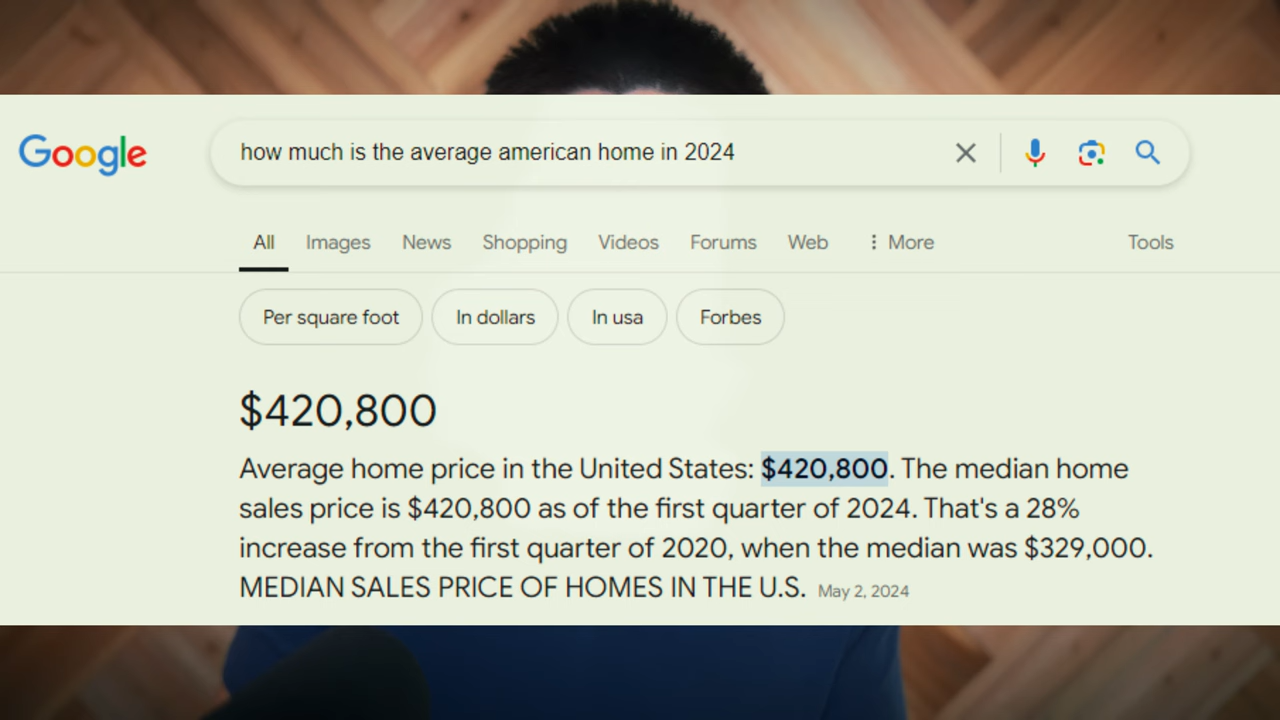 Google
how much is the average american home in 2024
All Images News Shopping Videos Forums Web More Tools
Per square foot In dollars In usa Forbes
$420,800
Average home price in the United States: $420,800. The median home
sales price is $420,800 as of the first quarter of 2024. That's a 28%
increase from the first quarter of 2020, when the median was $329,000.
MEDIAN SALES PRICE OF HOMES IN THE U.S. May 2, 2024